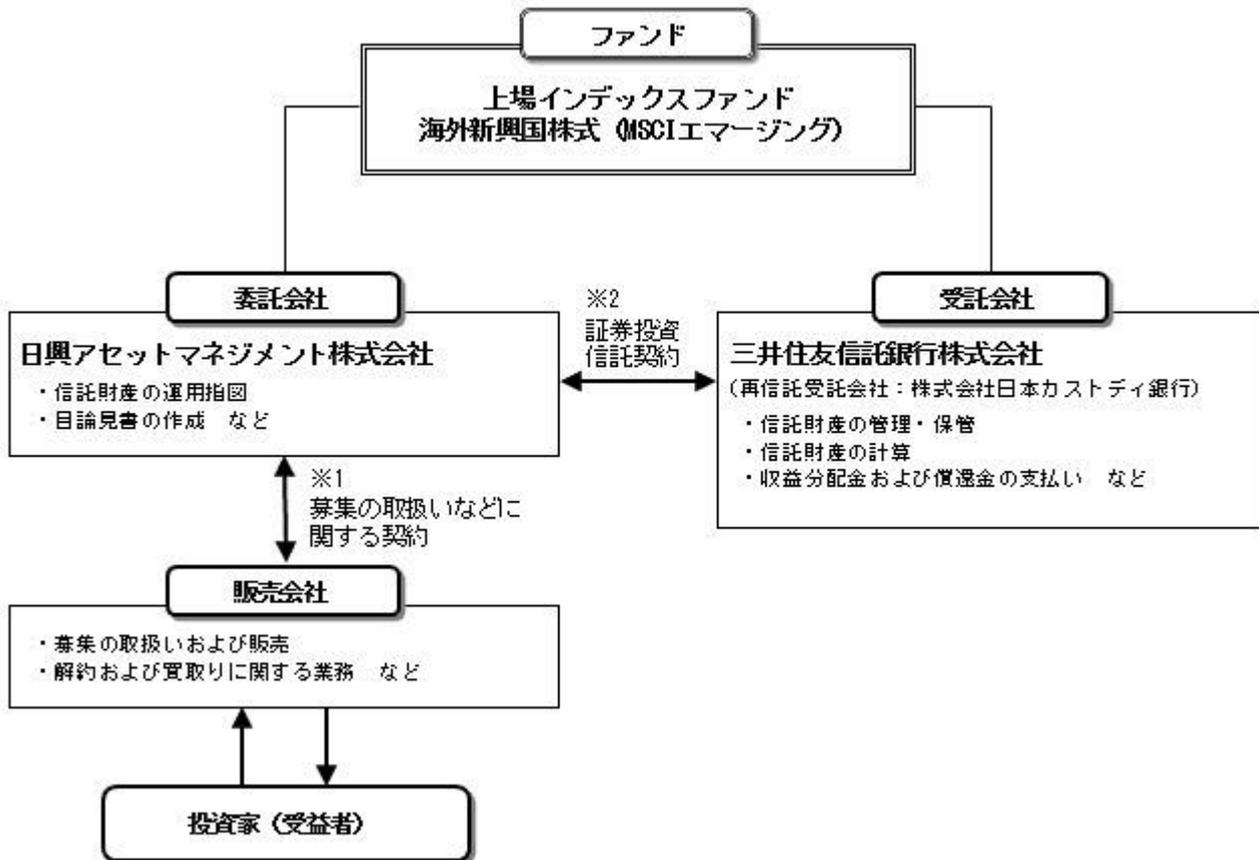 ファンド
上場インデックスファンド
海外新興国株式（MSCIエマージング）
委託会社
日興アセットマネジメント株式会社
・信託財産の運用指図
・目論見書の作成　など
※2
証券投資
信託契約
受託会社
三井住友信託銀行株式会社
（再信託受託会社：株式会社日本カストディ銀行）
・信託財産の管理・保管
・信託財産の計算
・収益分配金および償還金の支払い　など
※1
募集の取扱いなどに
関する契約
販売会社
・募集の取扱いおよび販売
・解約および買取りに関する業務　など
投資家（受益者）